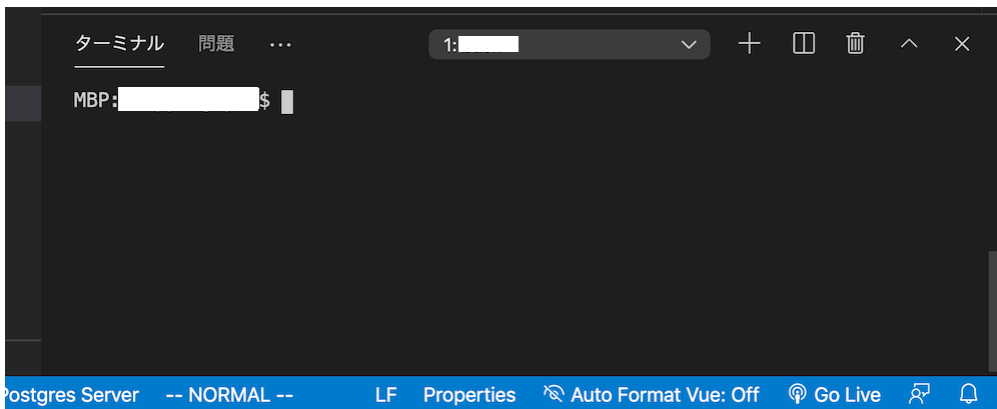 ターミナル 問題 ...
1:
MBP: $
Postgres Server -- NORMAL -- LF Properties Auto Format Vue: Off Go Live